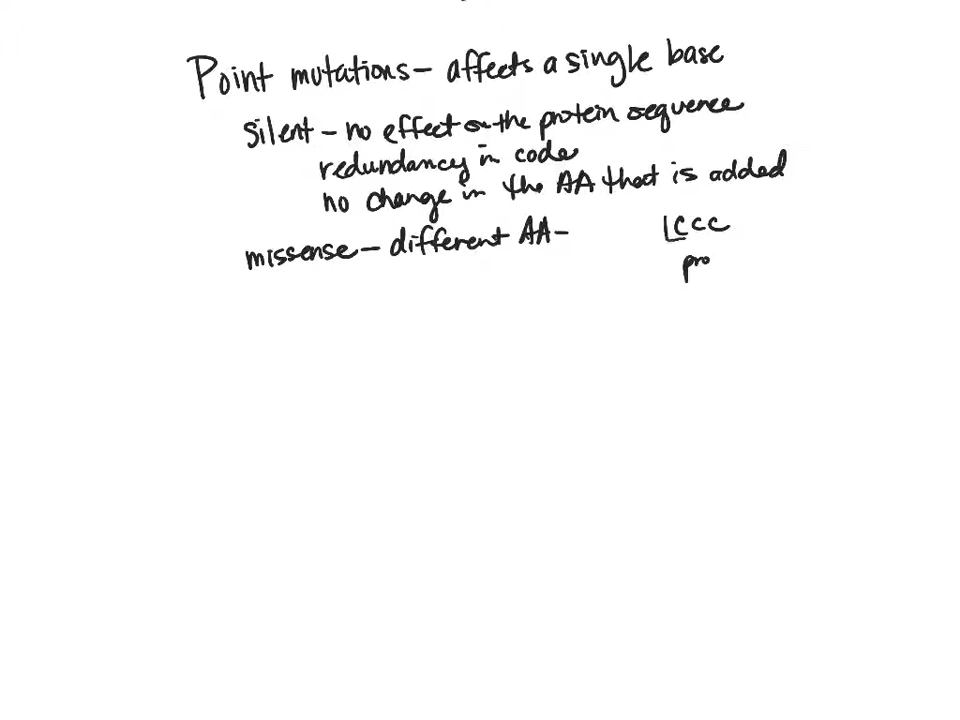 Point mutations - affects a single base
silent - no effect on the protein sequence
redundancy in code
no change in the AA that is added
missense - different AA - CCC
pro